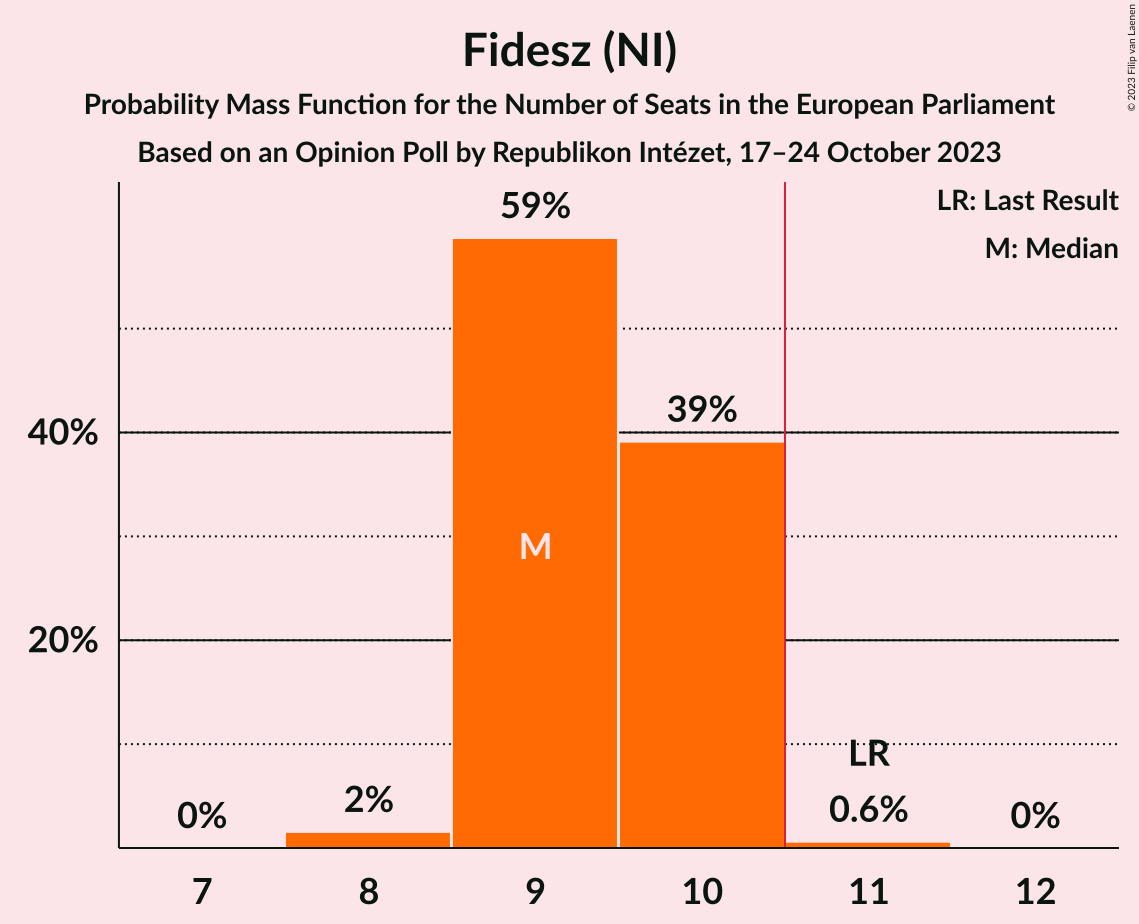 Fidesz (NI)
Probability Mass Function for the Number of Seats in the European Parliament
Based on an Opinion Poll by Republikon Intézet, 17–24 October 2023
© 2023 Filip van Laenen
LR: Last Result
M: Median
59%
39%
40%
M
20%
LR
0%
2%
0.6%
0%
7
8
9
10
11
12